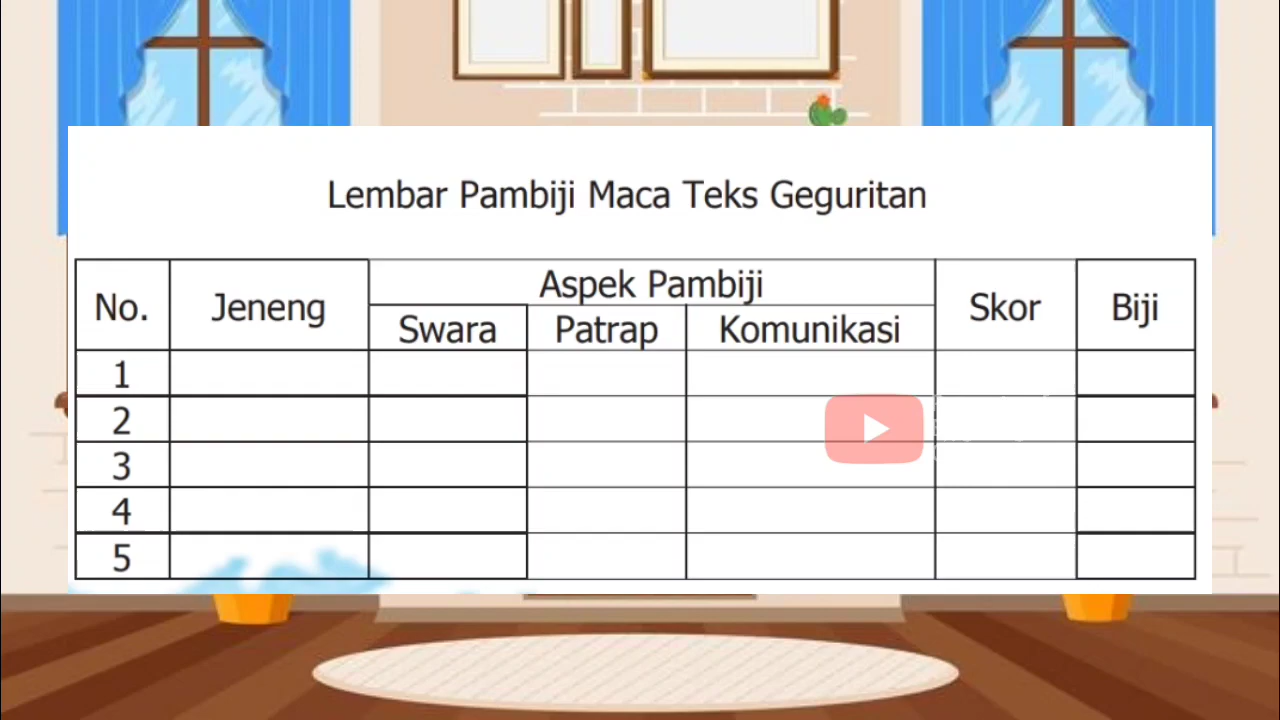 Lembar Pambiji Maca Teks Geguritan
No. Jeneng Aspek Pambiji Skor Biji
Swara Patrap Komunikasi
1
2
3
4
5